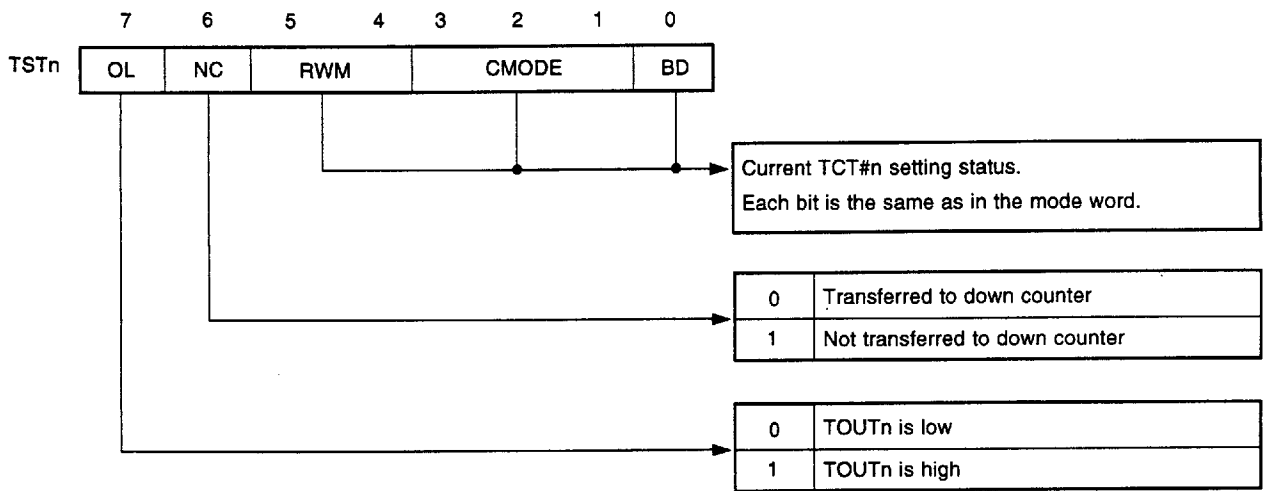 7 6 5 4 3 2 1 0
TSTn OL NC RWM CMODE BD
Current TCT#n setting status.
Each bit is the same as in the mode word.
0 Transferred to down counter
1 Not transferred to down counter
0 TOUTn is low
1 TOUTn is high